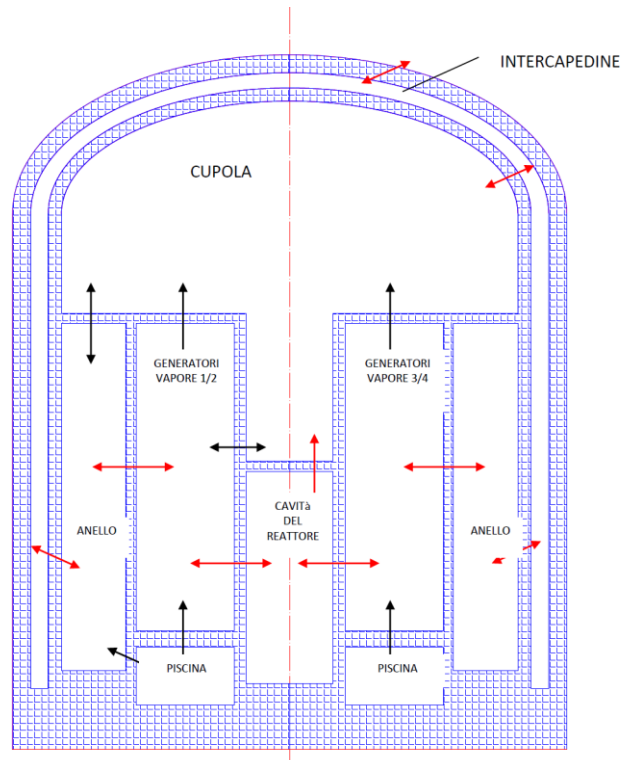 INTERCAPEDINE
CUPOLA
GENERATORI
VAPORE 1/2
GENERATORI
VAPORE 3/4
CAVITà
DEL
REATTORE
ANELLO
ANELLO
PISCINA
PISCINA